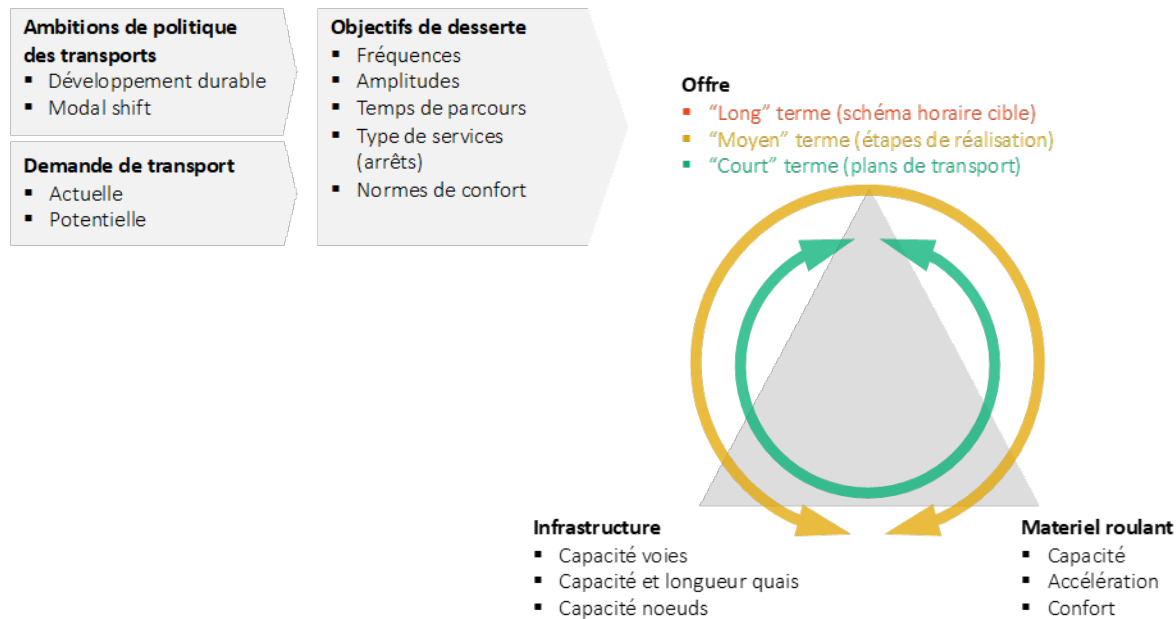 Ambitions de politique
des transports
▪ Développement durable
▪ Modal shift
Demande de transport
▪ Actuelle
▪ Potentielle
Objectifs de desserte
▪ Fréquences
▪ Amplitudes
▪ Temps de parcours
▪ Type de services
(arrêts)
▪ Normes de confort
Offre
▪ “Long” terme (schéma horaire cible)
▪ “Moyen” terme (étapes de réalisation)
▪ “Court” terme (plans de transport)
Infrastructure
▪ Capacité voies
▪ Capacité et longueur quais
▪ Capacité noeuds
Materiel roulant
▪ Capacité
▪ Accélération
▪ Confort